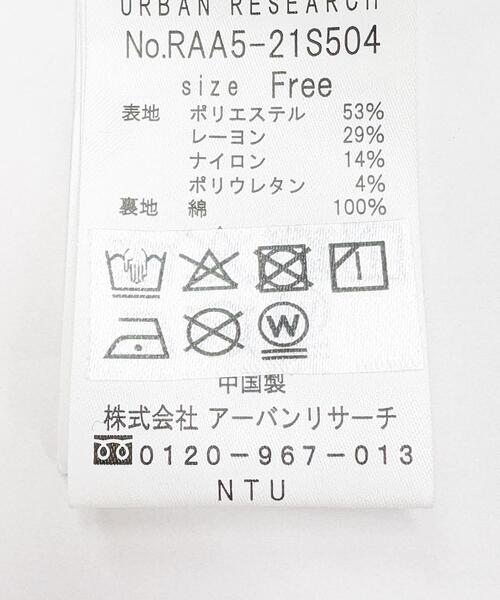 URBAN RESEARCH
No.RAA5-21S504
size Free
表地 ポリエステル 53%
レーヨン 29%
ナイロン 14%
ポリウレタン 4%
裏地 綿 100%
W
中国製
株式会社 アーバンリサーチ
0120-967-013
NTU